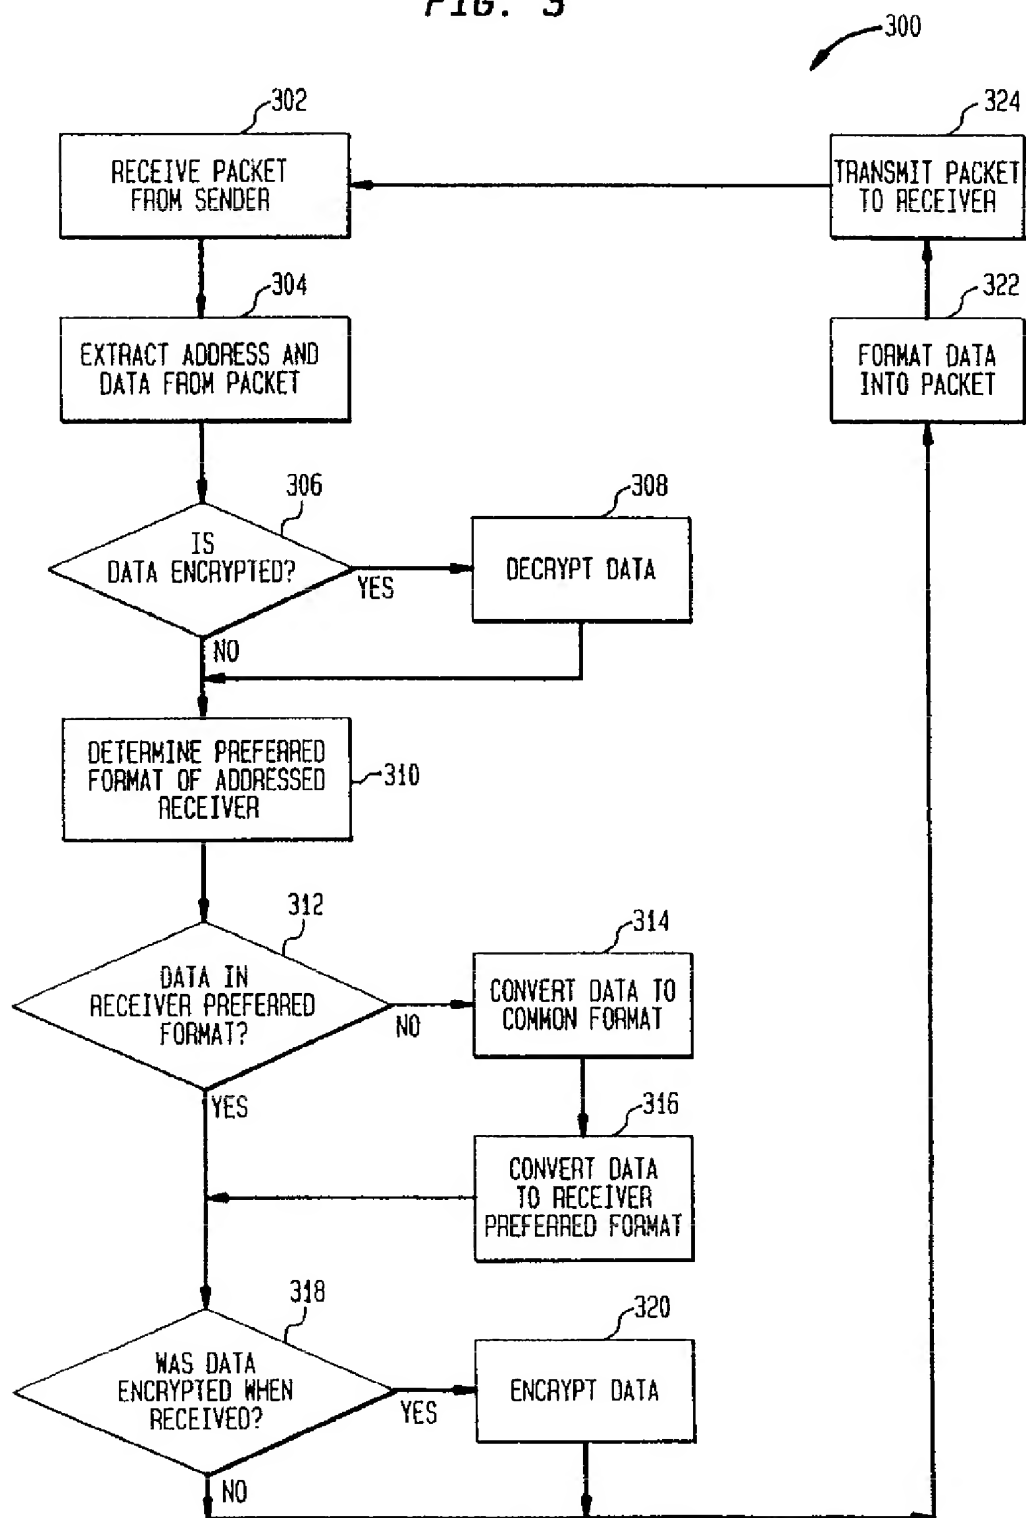 FIG. 3
300
302
RECEIVE PACKET
FROM SENDER
324
TRANSMIT PACKET
TO RECEIVER
304
EXTRACT ADDRESS AND
DATA FROM PACKET
322
FORMAT DATA
INTO PACKET
306
IS
DATA ENCRYPTED?
YES
NO
308
DECRYPT DATA
310
DETERMINE PREFERRED
FORMAT OF ADDRESSED
RECEIVER
312
DATA IN
RECEIVER PREFERRED
FORMAT?
NO
YES
314
CONVERT DATA TO
COMMON FORMAT
316
CONVERT DATA
TO RECEIVER
PREFERRED FORMAT
318
WAS DATA
ENCRYPTED WHEN
RECEIVED?
YES
NO
320
ENCRYPT DATA